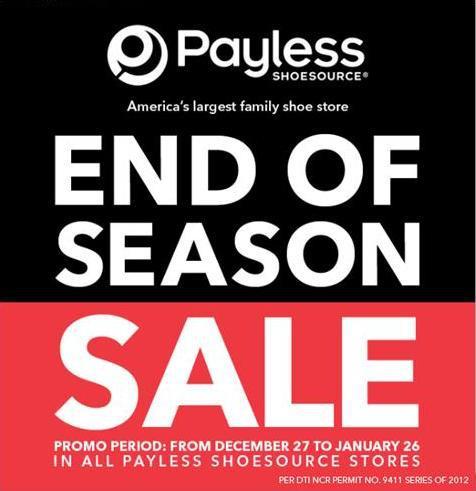 Payless
SHOESOURCE®
America's largest family shoe store
END OF
SEASON
SALE
PROMO PERIOD: FROM DECEMBER 27 TO JANUARY 26
IN ALL PAYLESS SHOESOURCE STORES
PER DTI NCR PERMIT NO. 9411 SERIES OF 2012